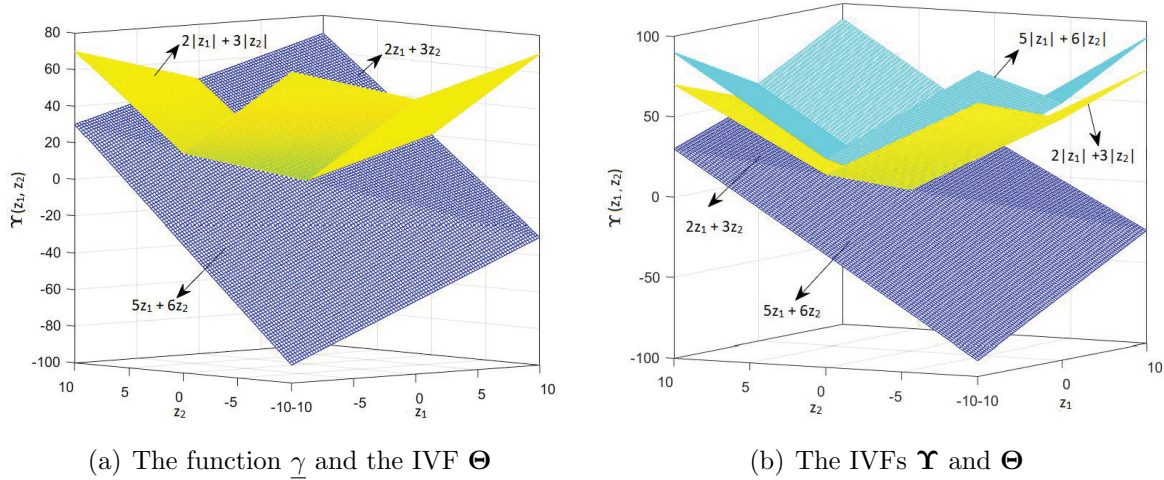 80
60
40
20
0
-20
-40
-60
-80
-100
ϒ(z₁, z₂)
2|z₁| + 3|z₂|
2z₁ + 3z₂
5z₁ + 6z₂
10
5
0
-5
-10
z₂
-10
-5
0
5
10
z₁
(a) The function γ and the IVF Θ
100
50
0
-50
-100
ϒ(z₁, z₂)
5|z₁| + 6|z₂|
2|z₁| +3|z₂|
2z₁ + 3z₂
5z₁ + 6z₂
10
5
0
-5
-10
z₂
-10
0
10
z₁
(b) The IVFs ϒ and Θ